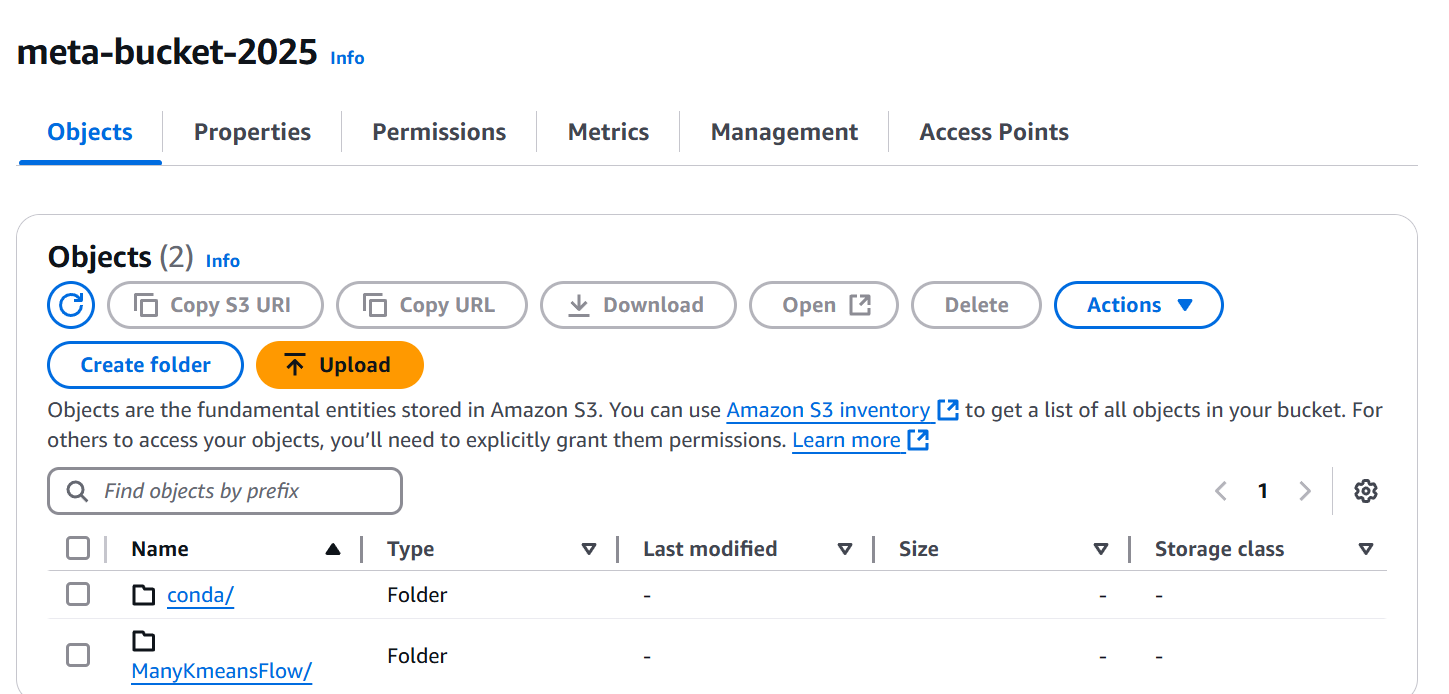 meta-bucket-2025 Info
Objects Properties Permissions Metrics Management Access Points
Objects (2) Info
Copy S3 URI Copy URL Download Open Delete Actions
Create folder Upload
Objects are the fundamental entities stored in Amazon S3. You can use Amazon S3 inventory to get a list of all objects in your bucket. For
others to access your objects, you’ll need to explicitly grant them permissions. Learn more
Find objects by prefix 1
Name Type Last modified Size Storage class
conda/ Folder - - -
ManyKmeansFlow/ Folder - - -